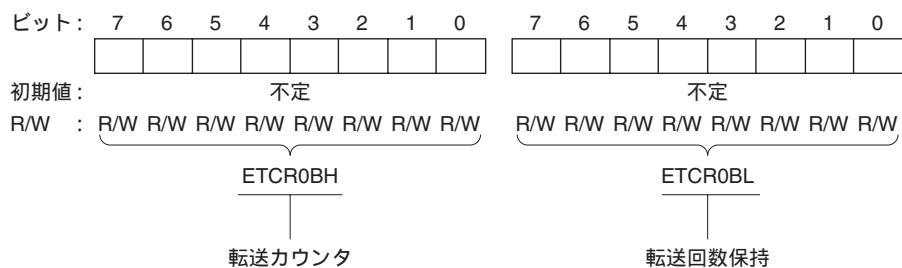 ビット : 7 6 5 4 3 2 1 0 7 6 5 4 3 2 1 0
初期値 : 不定 不定
R/W : R/W R/W R/W R/W R/W R/W R/W R/W R/W R/W R/W R/W R/W R/W R/W R/W
ETCR0BH ETCR0BL
転送カウンタ 転送回数保持